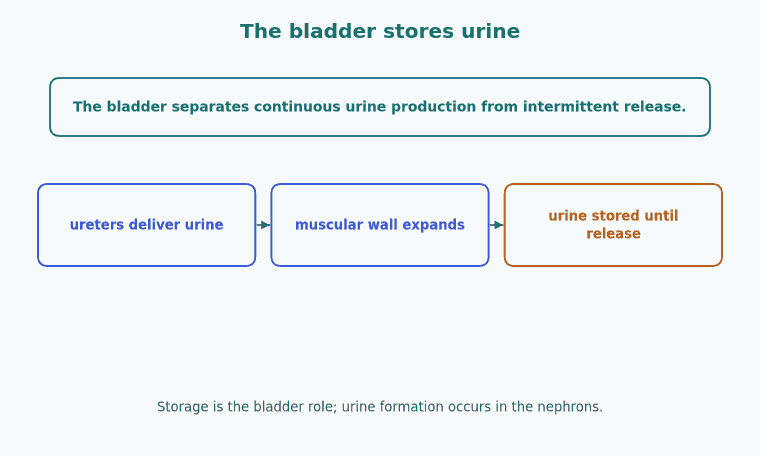 The bladder stores urine
The bladder separates continuous urine production from intermittent release.
ureters deliver urine
muscular wall expands
urine stored until
release
Storage is the bladder role; urine formation occurs in the nephrons.